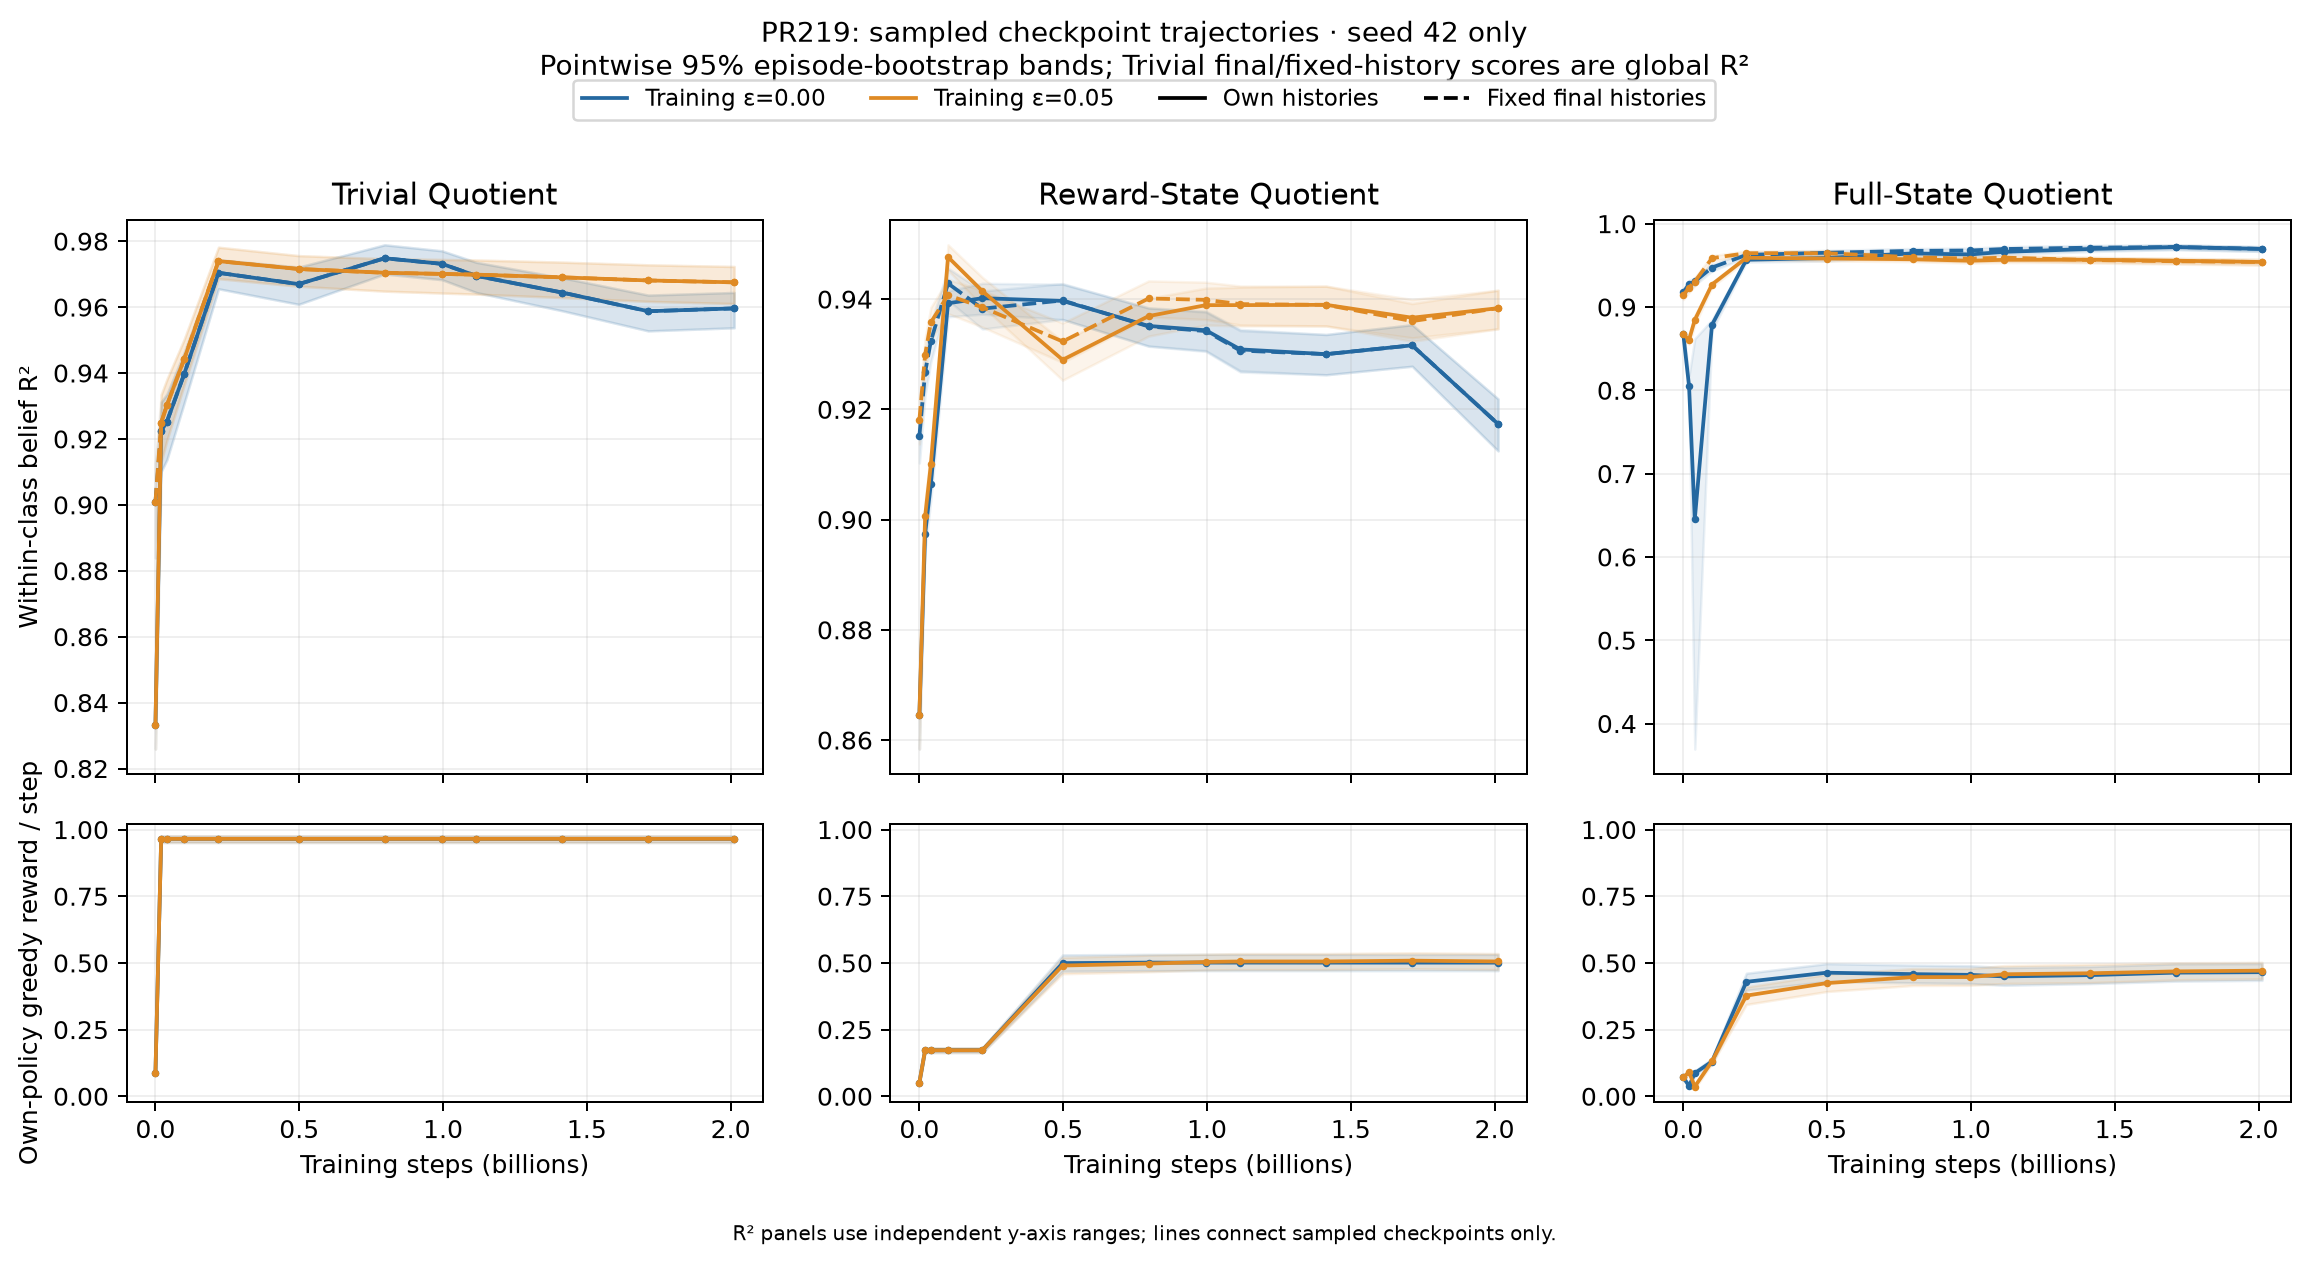 PR219: sampled checkpoint trajectories · seed 42 only
Pointwise 95% episode-bootstrap bands; Trivial final/fixed-history scores are global R²
Training ε=0.00
Training ε=0.05
Own histories
Fixed final histories
Trivial Quotient
Reward-State Quotient
Full-State Quotient
Within-class belief R²
0.98
0.96
0.94
0.92
0.90
0.88
0.86
0.84
0.82
0.94
0.92
0.90
0.88
0.86
1.0
0.9
0.8
0.7
0.6
0.5
0.4
Own-policy greedy reward / step
1.00
0.75
0.50
0.25
0.00
1.00
0.75
0.50
0.25
0.00
1.00
0.75
0.50
0.25
0.00
0.0 0.5 1.0 1.5 2.0
0.0 0.5 1.0 1.5 2.0
0.0 0.5 1.0 1.5 2.0
Training steps (billions)
Training steps (billions)
Training steps (billions)
R² panels use independent y-axis ranges; lines connect sampled checkpoints only.